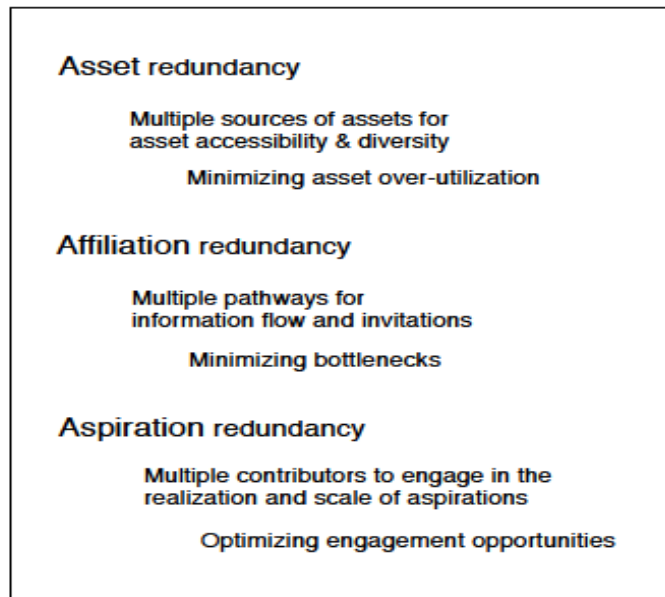 Asset redundancy
Multiple sources of assets for
asset accessibility & diversity
Minimizing asset over-utilization
Affiliation redundancy
Multiple pathways for
information flow and invitations
Minimizing bottlenecks
Aspiration redundancy
Multiple contributors to engage in the
realization and scale of aspirations
Optimizing engagement opportunities